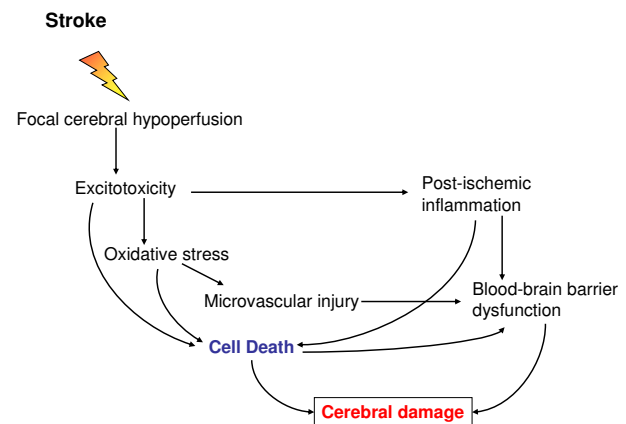 Stroke
Focal cerebral hypoperfusion
Excitotoxicity
Post-ischemic
inflammation
Oxidative stress
Microvascular injury
Blood-brain barrier
dysfunction
Cell Death
Cerebral damage